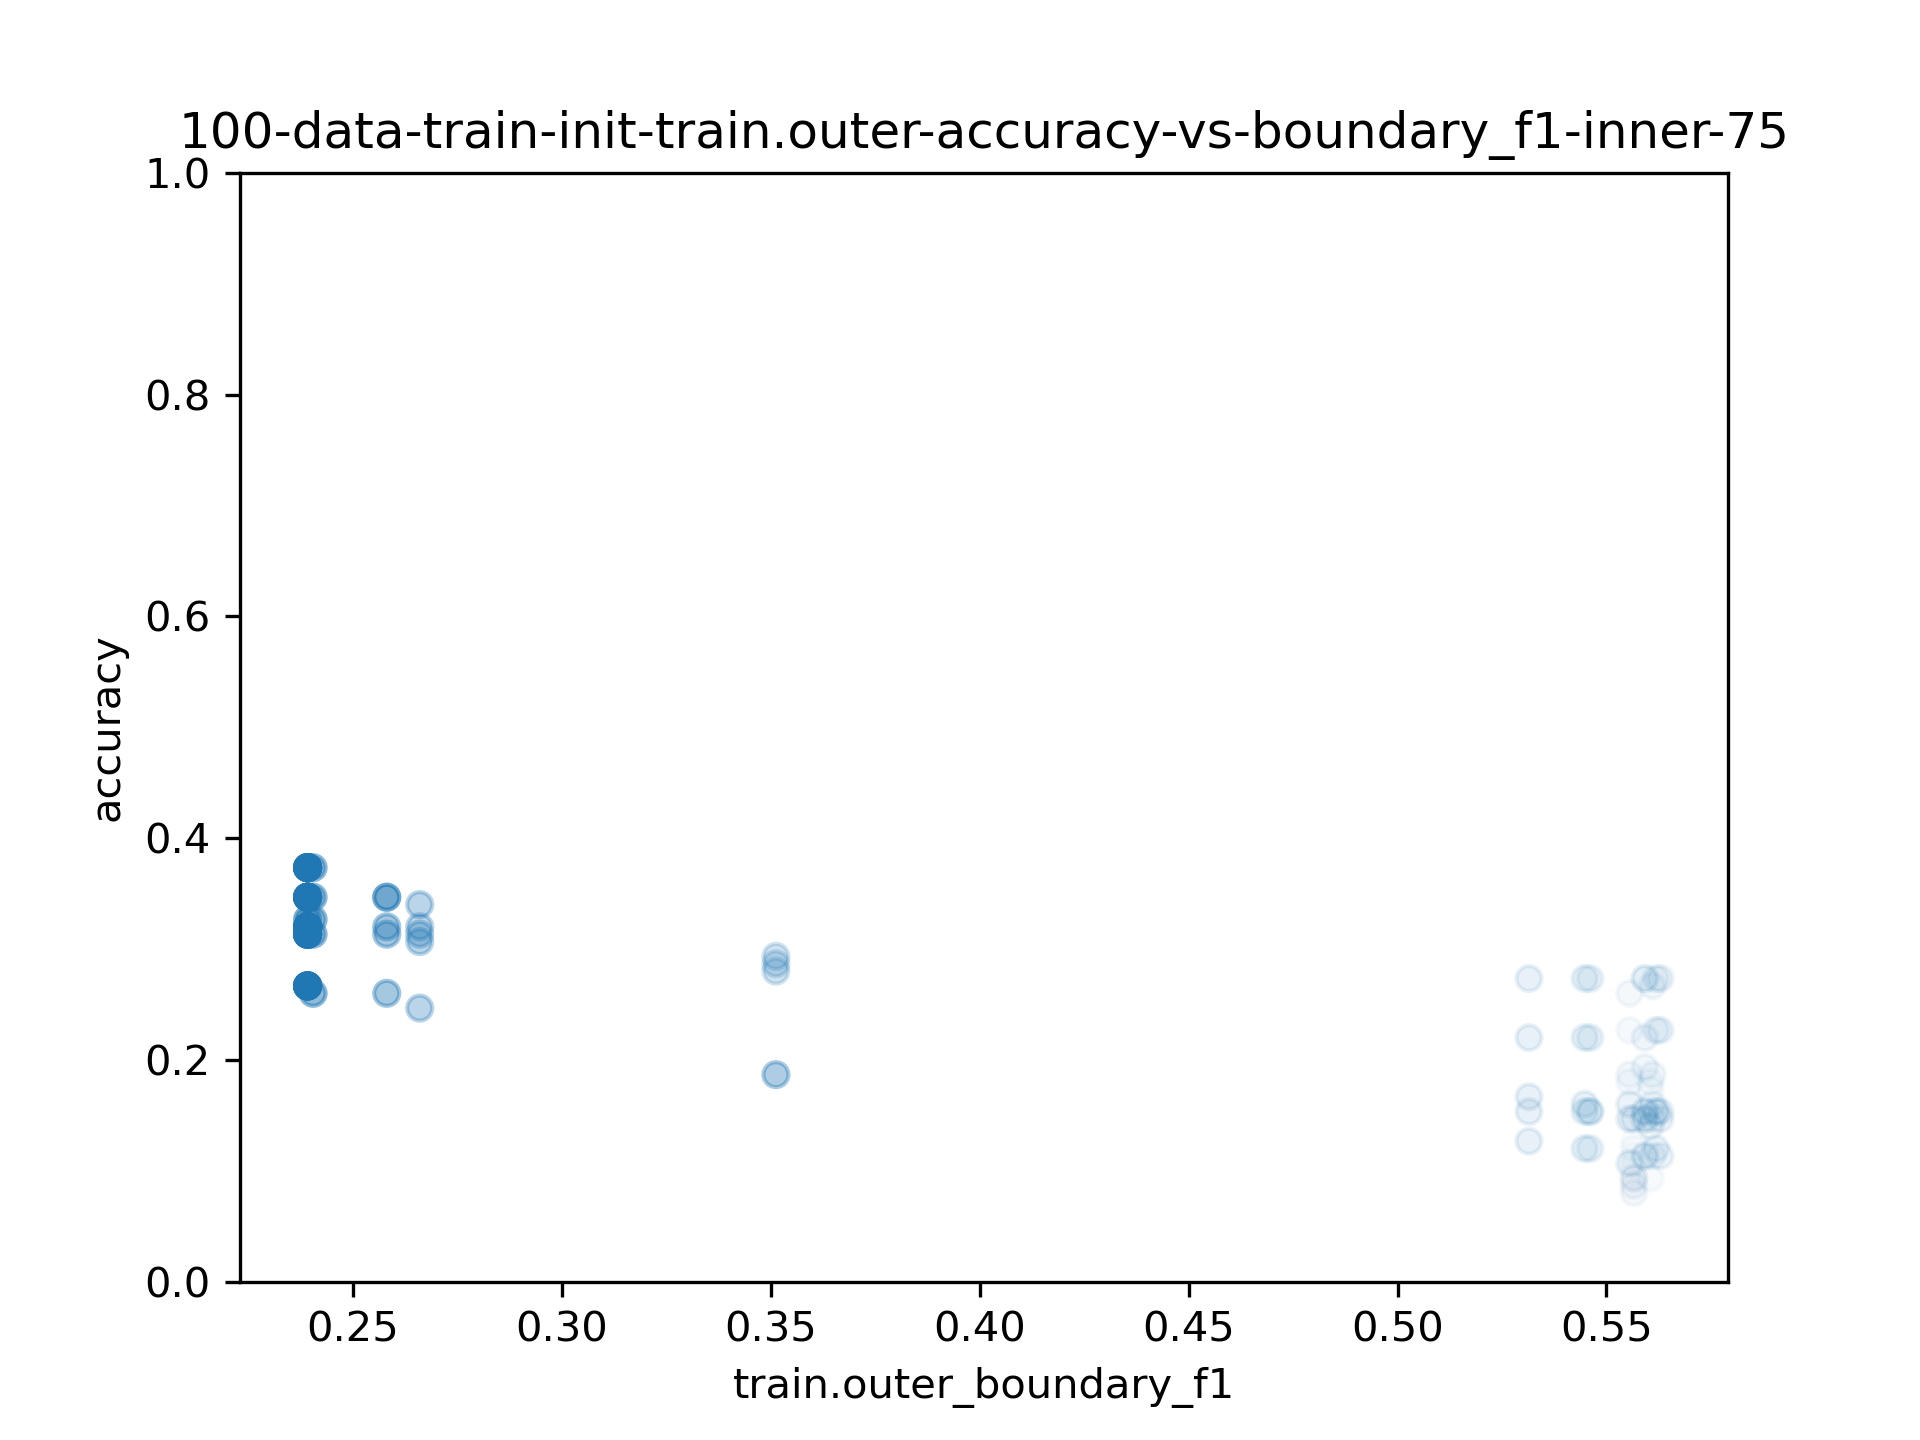 100-data-train-init-train.outer-accuracy-vs-boundary_f1-inner-75
1.0
0.8
0.6
0.4
0.2
0.0
accuracy
0.25 0.30 0.35 0.40 0.45 0.50 0.55
train.outer_boundary_f1